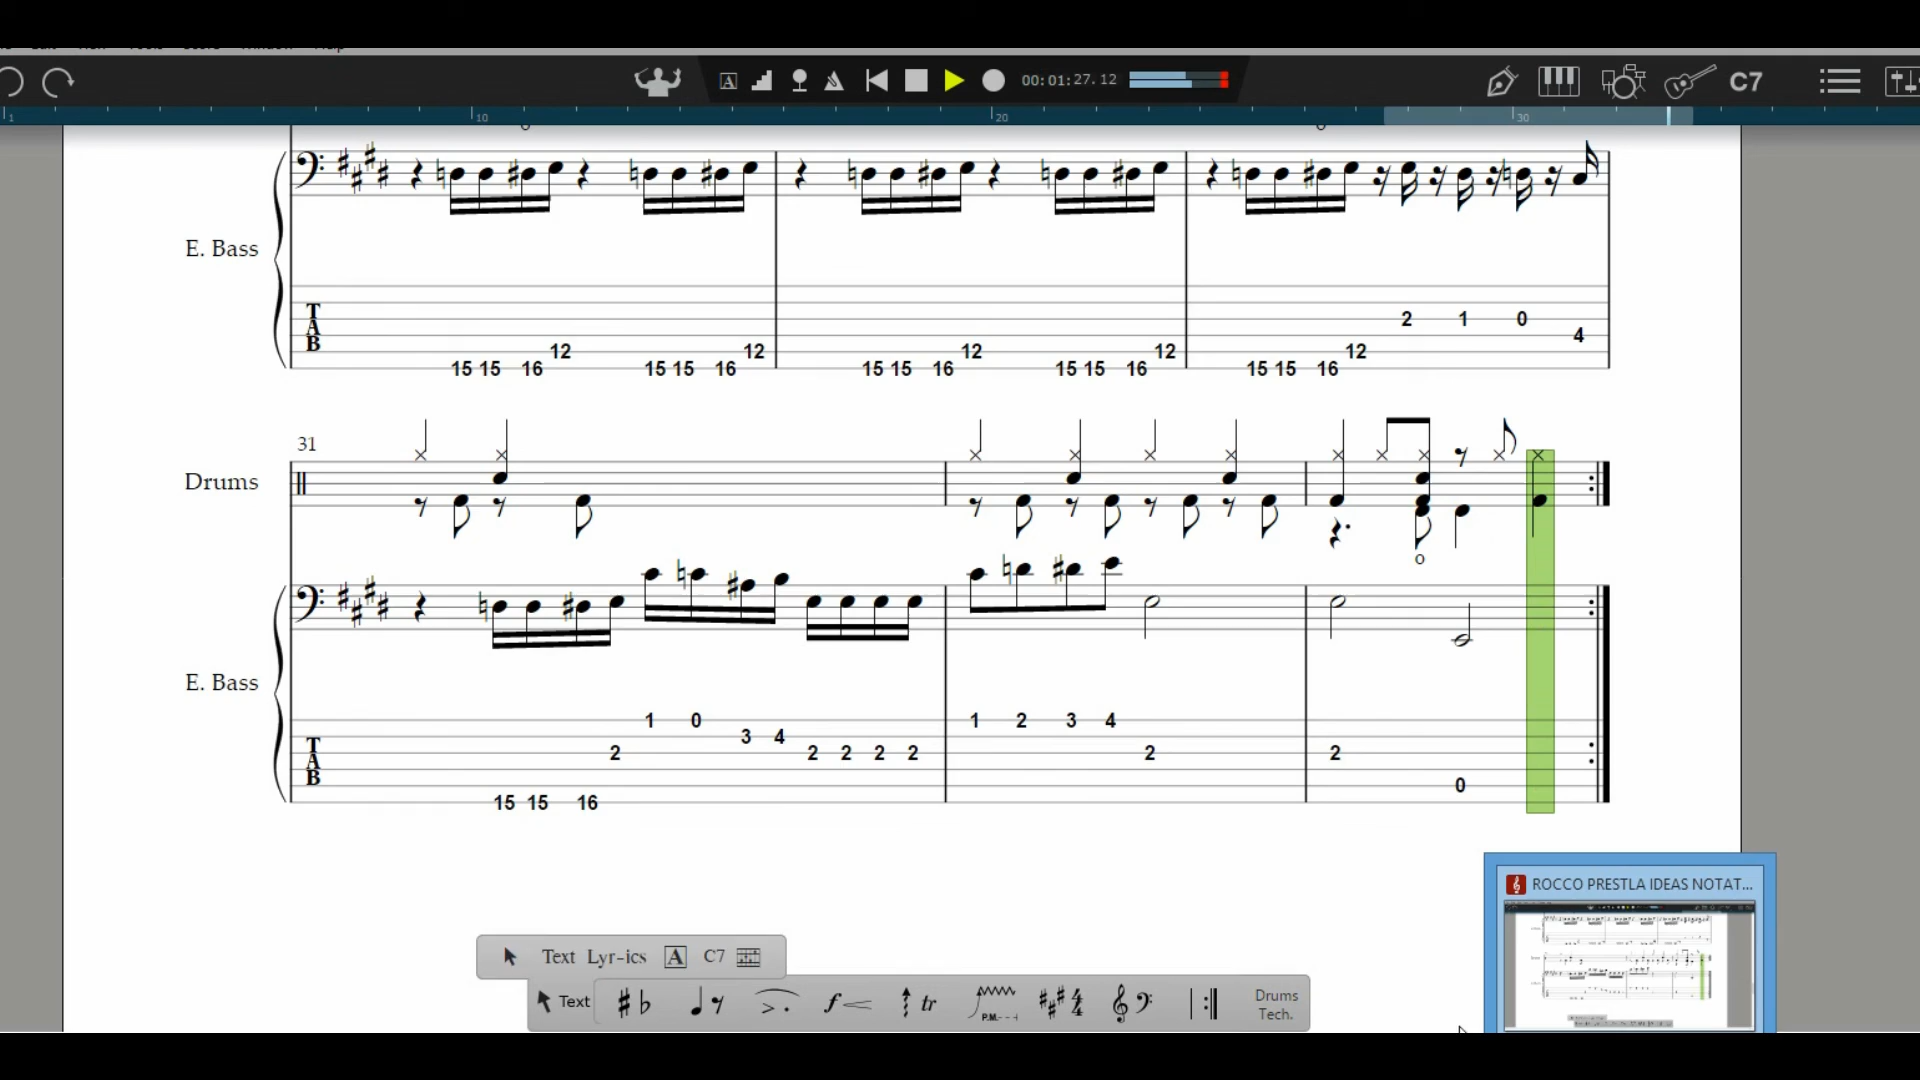 A 00:01:27.12 C7
1 10 20 30
E. Bass
T
A
B
2 1 0
4
12 12 12 12 12
15 15 16 15 15 16 15 15 16 15 15 16 15 15 16
31
Drums
o
E. Bass
T
A
B
1 0 1 2 3 4
3 4
2 2 2 2 2 2 2
0
15 15 16
ROCCO PRESTLA IDEAS NOTAT...
Text Lyr-ics A C7
Text f tr P.M. Drums
Tech.